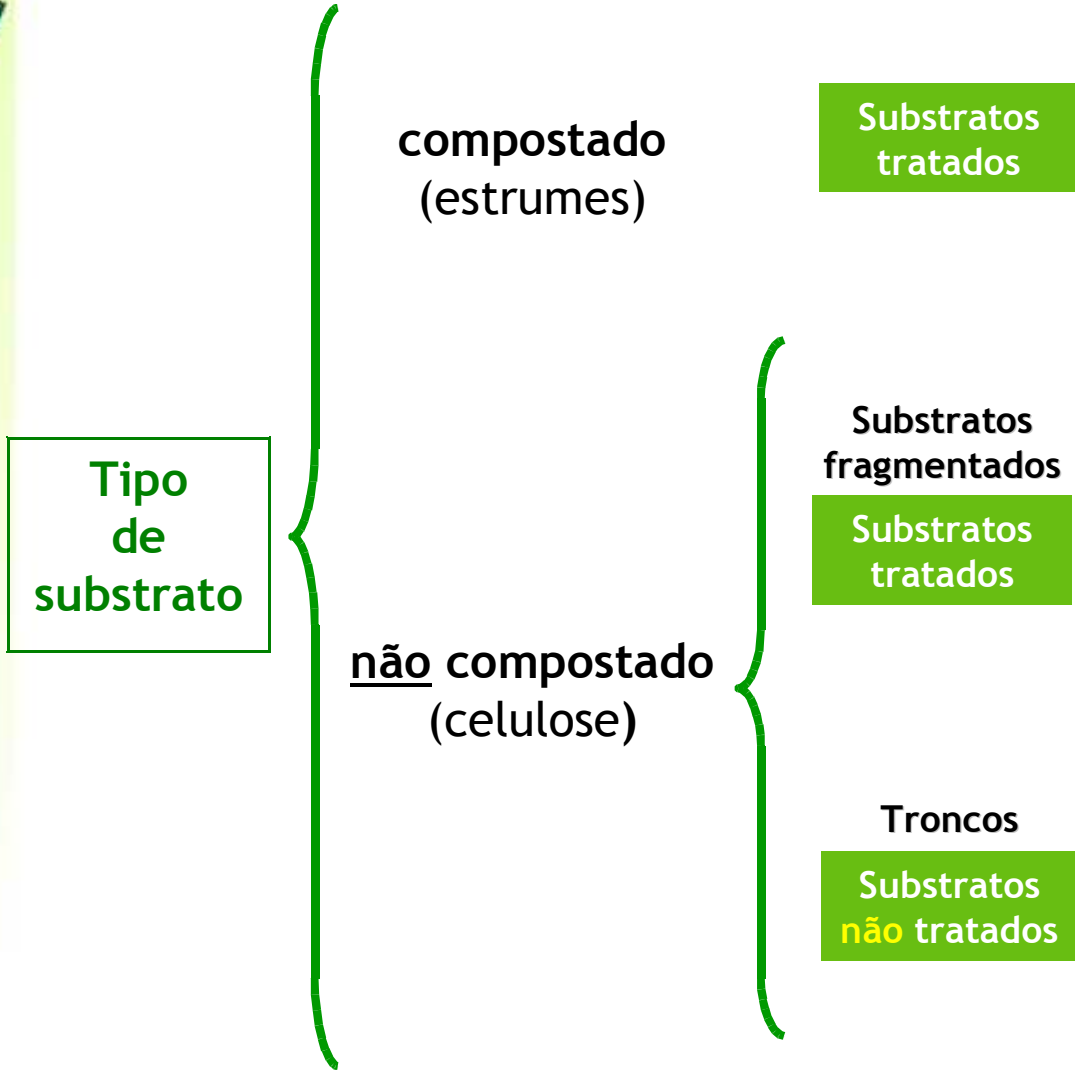 Tipo
de
substrato
compostado
(estrumes)
Substratos
tratados
não compostado
(celulose)
Substratos
fragmentados
Substratos
tratados
Troncos
Substratos
não tratados